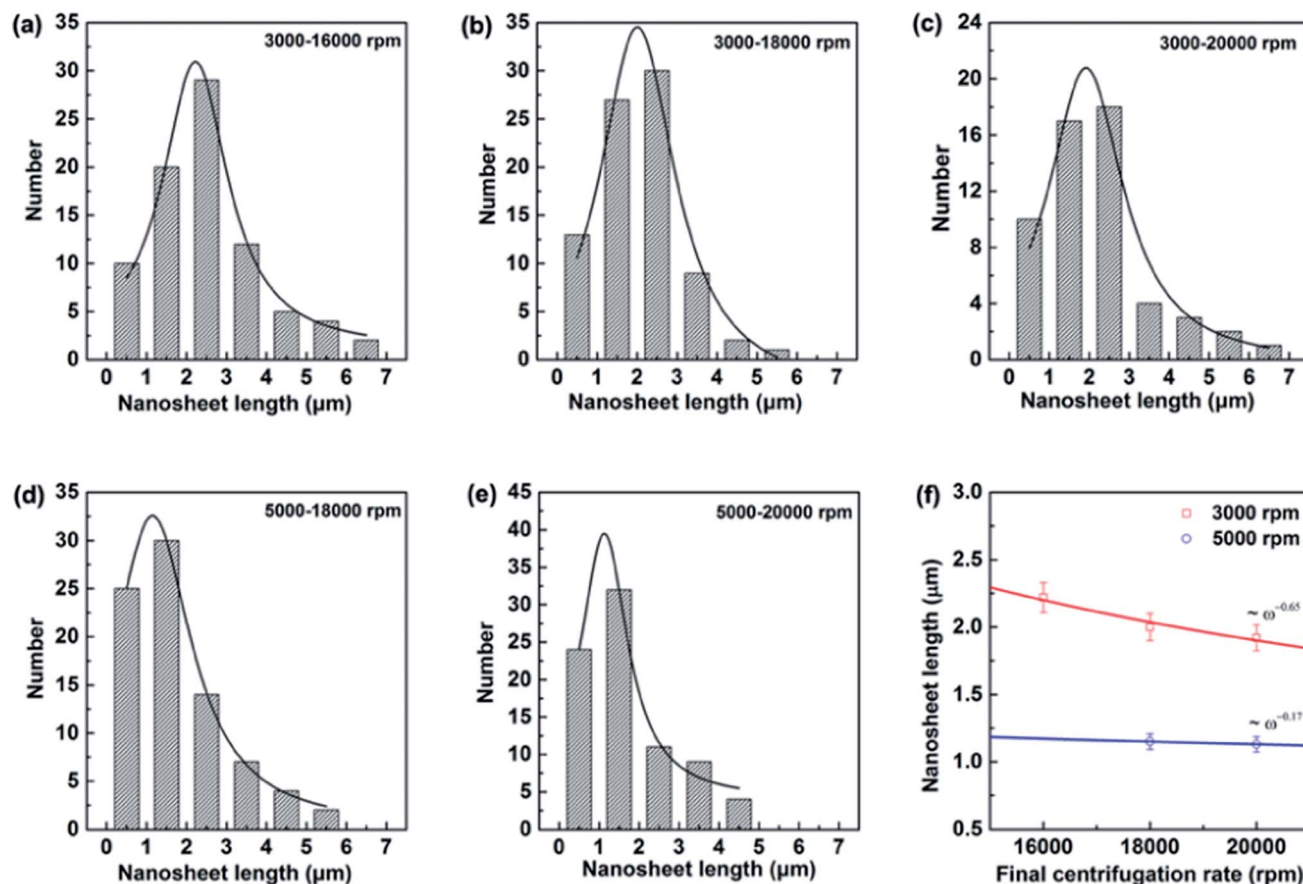 (a)
3000-16000 rpm
Number
35
30
25
20
15
10
5
0
0 1 2 3 4 5 6 7
Nanosheet length (µm)
(b)
3000-18000 rpm
Number
35
30
25
20
15
10
5
0
0 1 2 3 4 5 6 7
Nanosheet length (µm)
(c)
3000-20000 rpm
Number
24
20
16
12
8
4
0
0 1 2 3 4 5 6 7
Nanosheet length (µm)
(d)
5000-18000 rpm
Number
35
30
25
20
15
10
5
0
0 1 2 3 4 5 6 7
Nanosheet length (µm)
(e)
5000-20000 rpm
Number
45
40
35
30
25
20
15
10
5
0
0 1 2 3 4 5 6 7
Nanosheet length (µm)
(f)
3000 rpm
5000 rpm
Nanosheet length (µm)
3.0
2.5
2.0
1.5
1.0
0.5
~ ω^−0.65
~ ω^−0.17
16000 18000 20000
Final centrifugation rate (rpm)